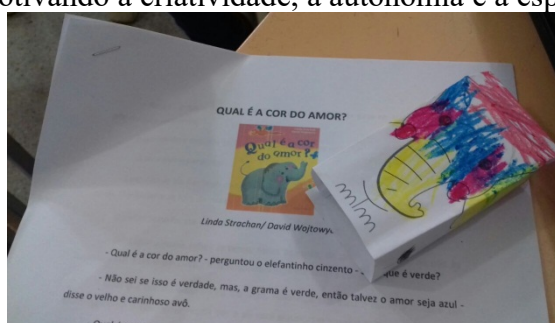 otivando a criatividade, a autonomia e a esp
QUAL É A COR DO AMOR?
Qual é a cor
do amor?
Linda Strachan/ David Wojtowy
- Qual é a cor do amor? - perguntou o elefantinho cinzento - que é verde?
- Não sei se isso é verdade, mas, a grama é verde, então talvez o amor seja azul -
disse o velho e carinhoso avô.